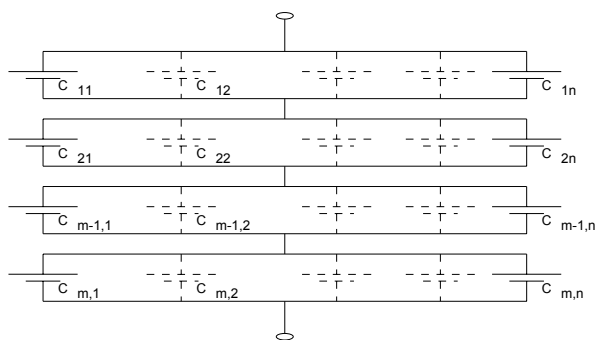 C 11 C 12 C 1n
C 21 C 22 C 2n
C m-1,1 C m-1,2 C m-1,n
C m,1 C m,2 C m,n